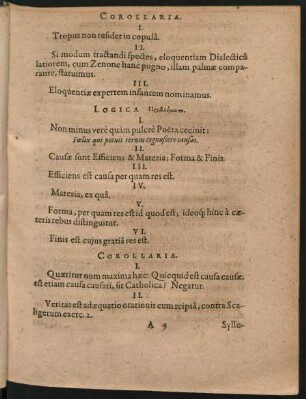 COROLLARIA.
I.
Tropus non residet in copulâ.
II.
Si modum tractandi spectes, eloquentiam Dialecticâ
latiorem, cum Zenone hanc pugno, illam palmæ compa-
rante, statuimus.
III.
Eloquentiæ expertem infantem nominamus.
LOGICA
I.
Non minus verè quàm pulcrè Poëta cecinit:
Fœlix qui potuit rerum cognoscere causas.
II.
Causæ sunt Efficiens & Materia; Forma & Finis.
III.
Efficiens est causa per quam res est.
IV.
Materia, ex quâ.
V.
Forma, per quam res est id quod est; ideoq; hinc à cæ-
teris rebus distinguitur.
VI.
Finis est cujus gratiâ res est.
COROLLARIA.
I.
Quæritur num maxima hæc: Quicquid est causa causæ,
est etiam causa causati, sit Catholica? Negatur.
II.
Veritas est adæquatio orationis cum re ipsâ, contra Sca-
ligerum exerc. 2.
A 5 Syllo-